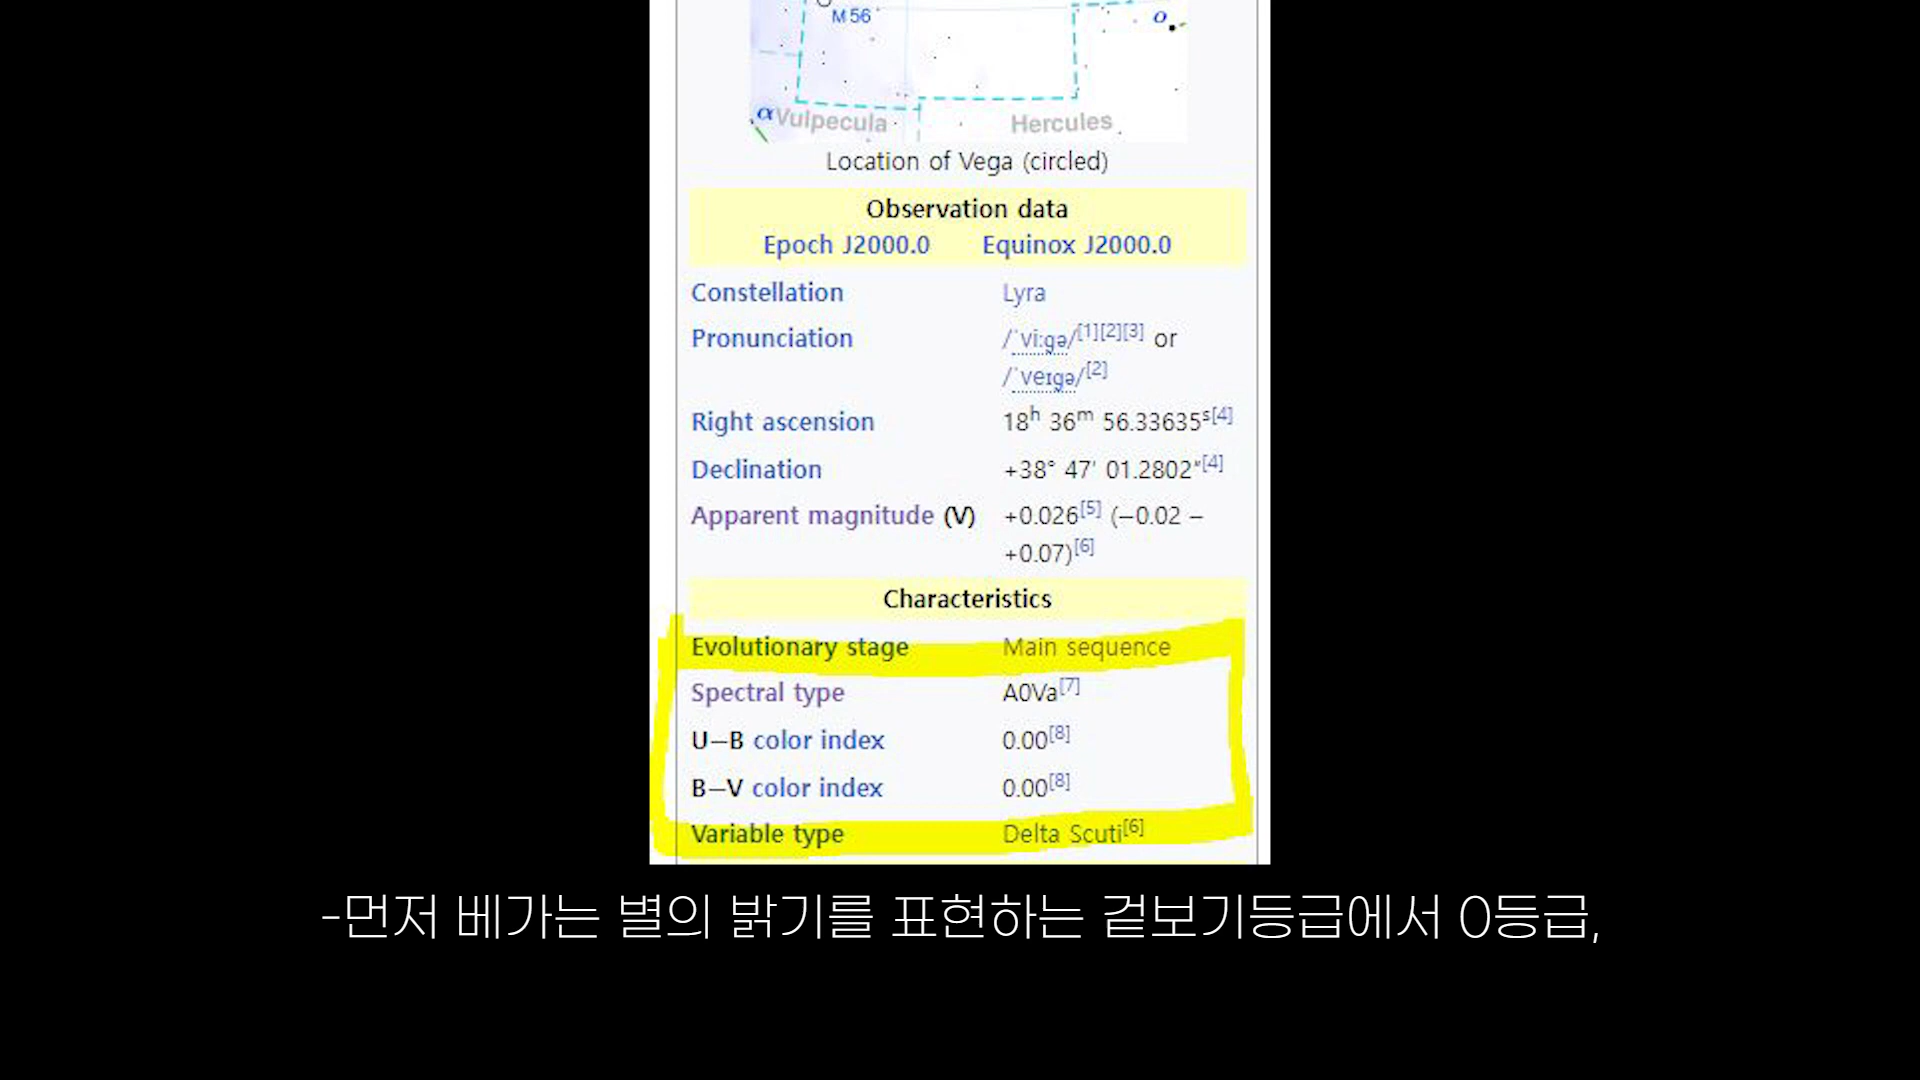 M 56
ο
α Vulpecula
Hercules
Location of Vega (circled)
Observation data
Epoch J2000.0 Equinox J2000.0
Constellation Lyra
Pronunciation /ˈviːɡə/[1][2][3] or
/ˈveɪɡə/[2]
Right ascension 18h 36m 56.33635s[4]
Declination +38° 47′ 01.2802″[4]
Apparent magnitude (V) +0.026[5] (−0.02 –
+0.07)[6]
Characteristics
Evolutionary stage Main sequence
Spectral type A0Va[7]
U−B color index 0.00[8]
B−V color index 0.00[8]
Variable type Delta Scuti[6]
-먼저 베가는 별의 밝기를 표현하는 겉보기등급에서 0등급,